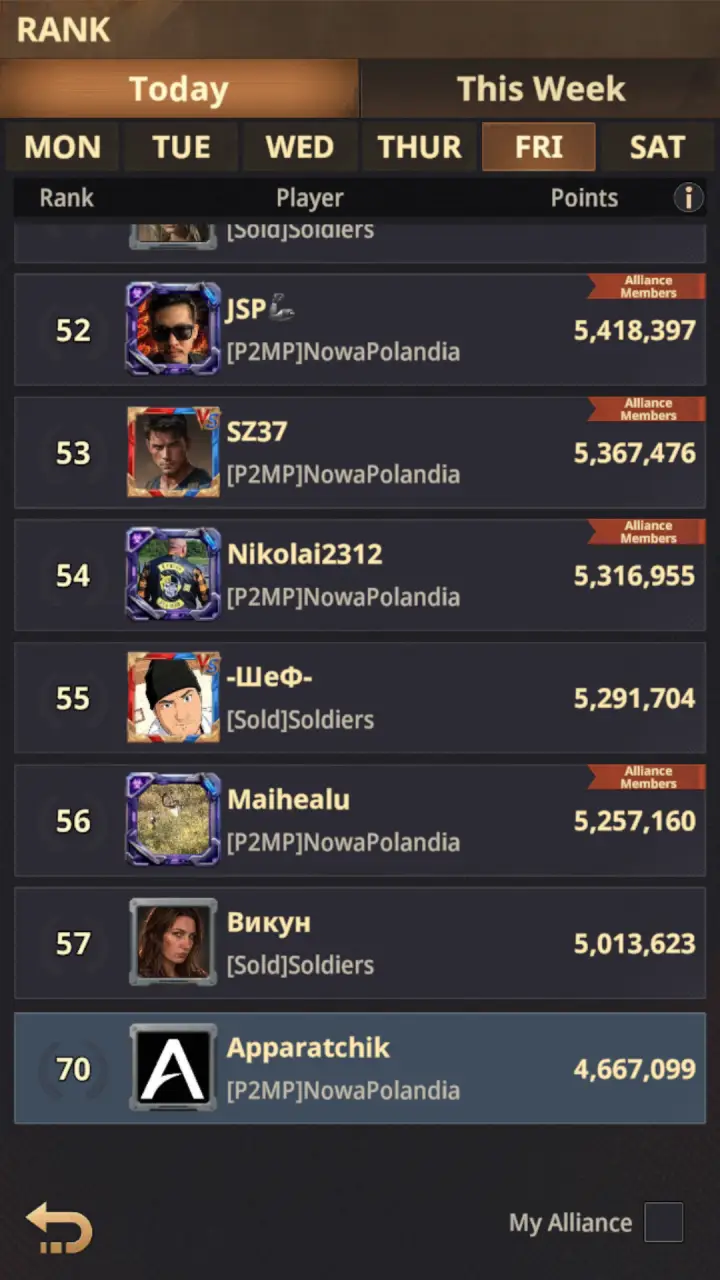 RANK
Today
This Week
MON
TUE
WED
THUR
FRI
SAT
Rank
Player
Points
[Sold]Soldiers
52
JSP🦾
[P2MP]NowaPolandia
Alliance
Members
5,418,397
53
VS
SZ37
[P2MP]NowaPolandia
Alliance
Members
5,367,476
54
Nikolai2312
[P2MP]NowaPolandia
Alliance
Members
5,316,955
55
VS
-ШеФ-
[Sold]Soldiers
5,291,704
56
Maihealu
[P2MP]NowaPolandia
Alliance
Members
5,257,160
57
Викун
[Sold]Soldiers
5,013,623
70
Apparatchik
[P2MP]NowaPolandia
4,667,099
My Alliance